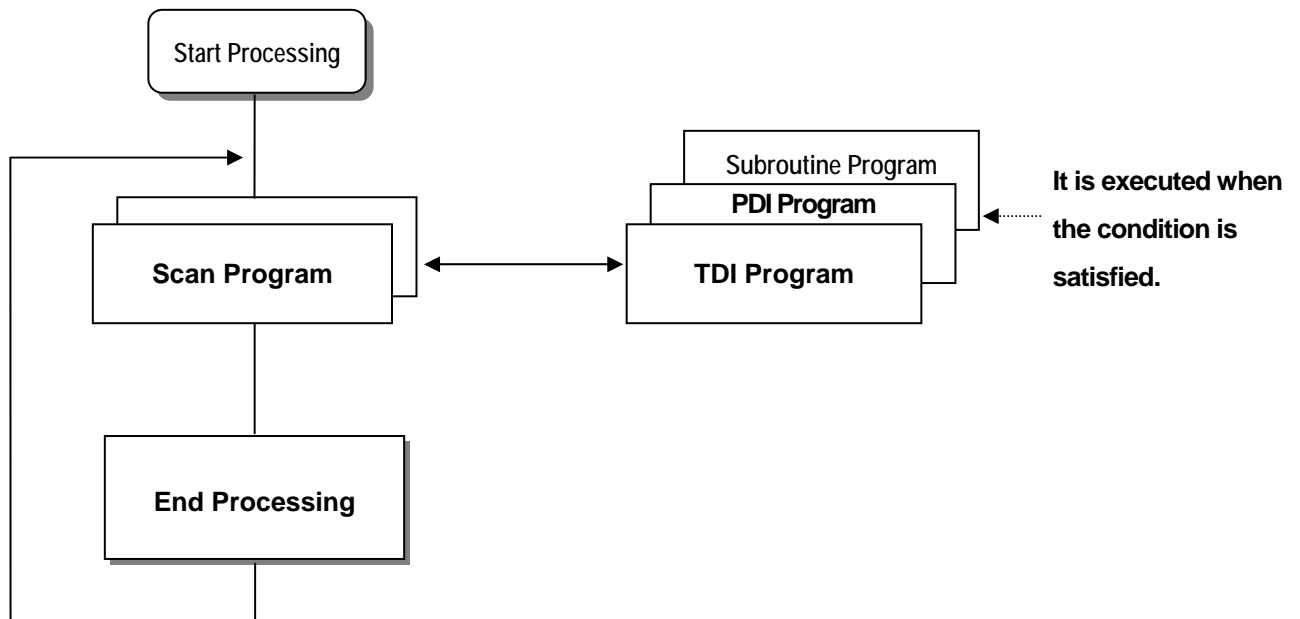 Start Processing
Subroutine Program
PDI Program
It is executed when
the condition is
satisfied.
Scan Program
TDI Program
End Processing